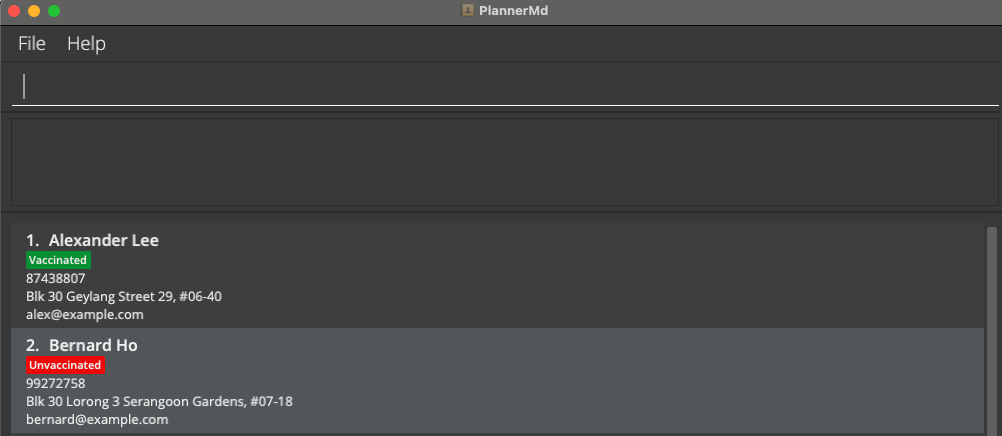 PlannerMd
File Help
1. Alexander Lee
Vaccinated
87438807
Blk 30 Geylang Street 29, #06-40
alex@example.com
2. Bernard Ho
Unvaccinated
99272758
Blk 30 Lorong 3 Serangoon Gardens, #07-18
bernard@example.com